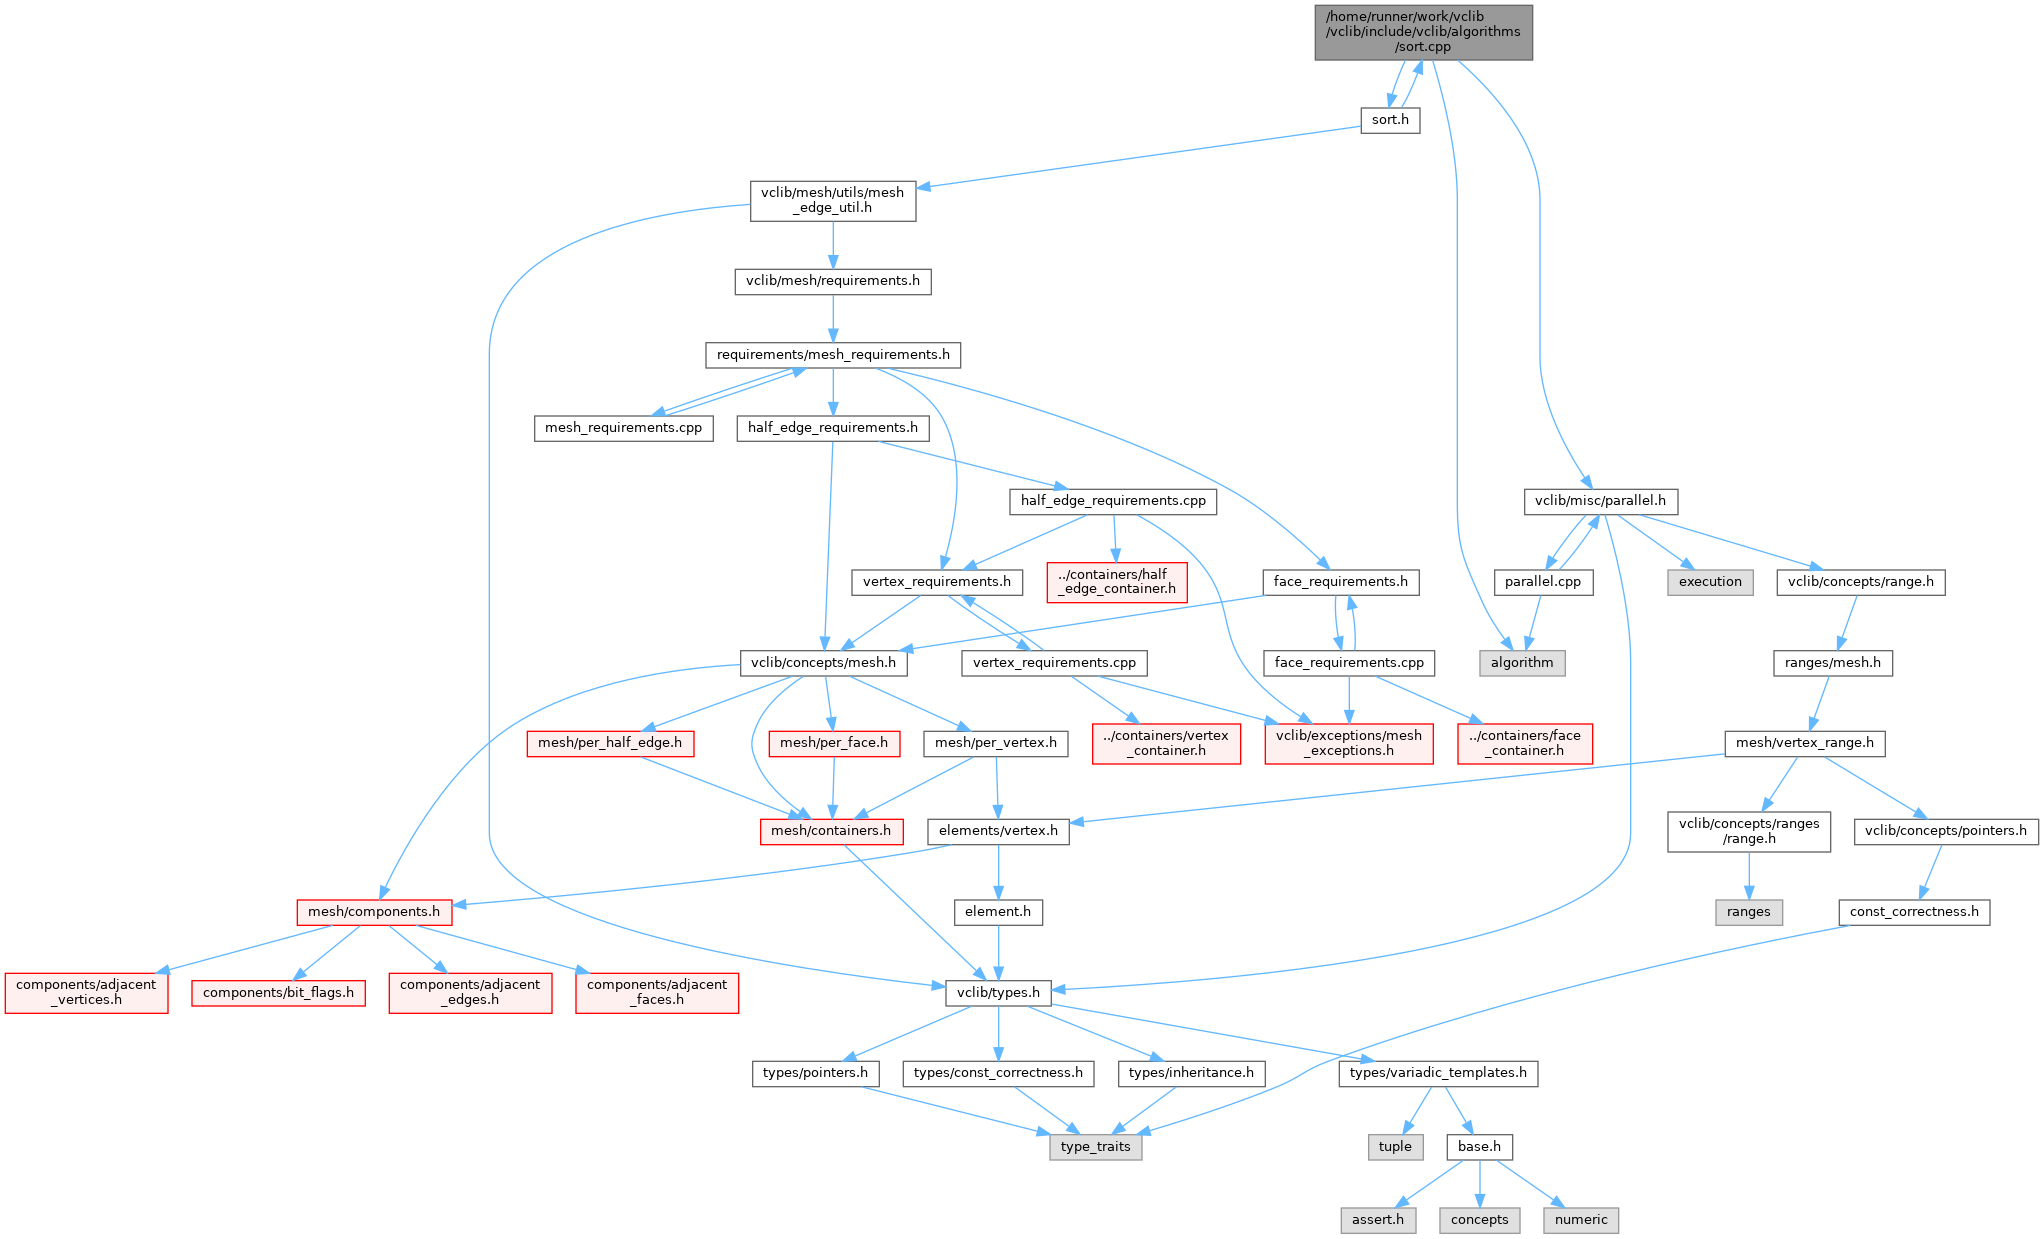 /home/runner/work/vclib
/vclib/include/vclib/algorithms
/sort.cpp
sort.h
vclib/mesh/utils/mesh
_edge_util.h
vclib/mesh/requirements.h
requirements/mesh_requirements.h
mesh_requirements.cpp
half_edge_requirements.h
half_edge_requirements.cpp
vclib/misc/parallel.h
vertex_requirements.h
../containers/half
_edge_container.h
face_requirements.h
parallel.cpp
execution
vclib/concepts/range.h
vclib/concepts/mesh.h
vertex_requirements.cpp
face_requirements.cpp
algorithm
ranges/mesh.h
mesh/per_half_edge.h
mesh/per_face.h
mesh/per_vertex.h
../containers/vertex
_container.h
vclib/exceptions/mesh
_exceptions.h
../containers/face
_container.h
mesh/vertex_range.h
mesh/containers.h
elements/vertex.h
vclib/concepts/ranges
/range.h
vclib/concepts/pointers.h
mesh/components.h
element.h
ranges
const_correctness.h
components/adjacent
_vertices.h
components/bit_flags.h
components/adjacent
_edges.h
components/adjacent
_faces.h
vclib/types.h
types/pointers.h
types/const_correctness.h
types/inheritance.h
types/variadic_templates.h
type_traits
tuple
base.h
assert.h
concepts
numeric